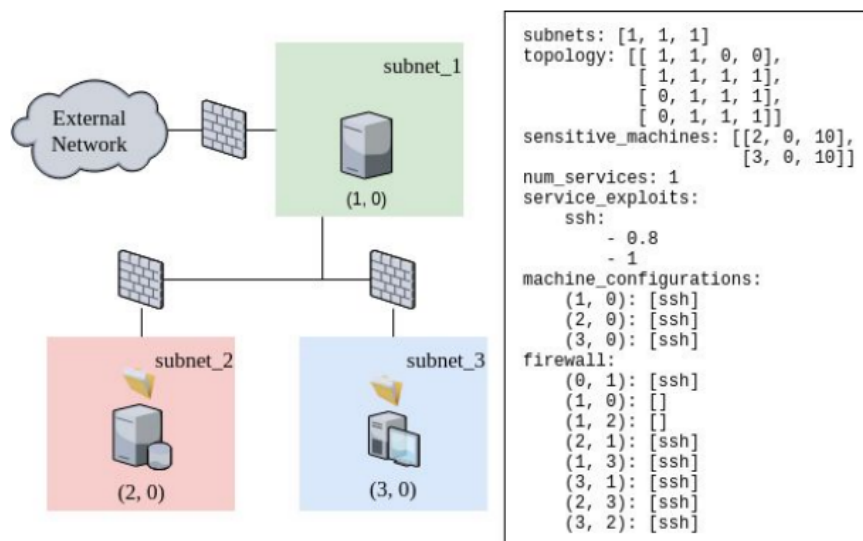 subnet_1
External
Network
(1, 0)
subnet_2
(2, 0)
subnet_3
(3, 0)
subnets: [1, 1, 1]
topology: [[ 1, 1, 0, 0],
[ 1, 1, 1, 1],
[ 0, 1, 1, 1],
[ 0, 1, 1, 1]]
sensitive_machines: [[2, 0, 10],
[3, 0, 10]]
num_services: 1
service_exploits:
ssh:
- 0.8
- 1
machine_configurations:
(1, 0): [ssh]
(2, 0): [ssh]
(3, 0): [ssh]
firewall:
(0, 1): [ssh]
(1, 0): []
(1, 2): []
(2, 1): [ssh]
(1, 3): [ssh]
(3, 1): [ssh]
(2, 3): [ssh]
(3, 2): [ssh]